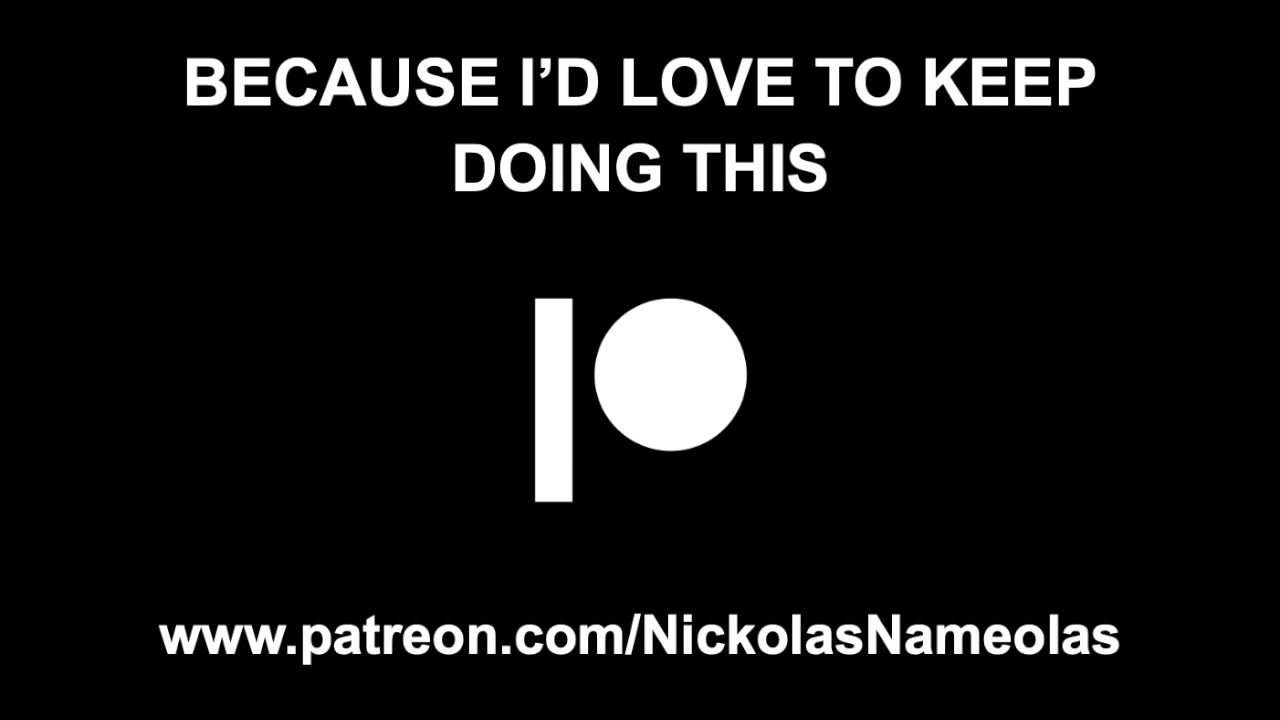 BECAUSE I’D LOVE TO KEEP
DOING THIS
www.patreon.com/NickolasNameolas